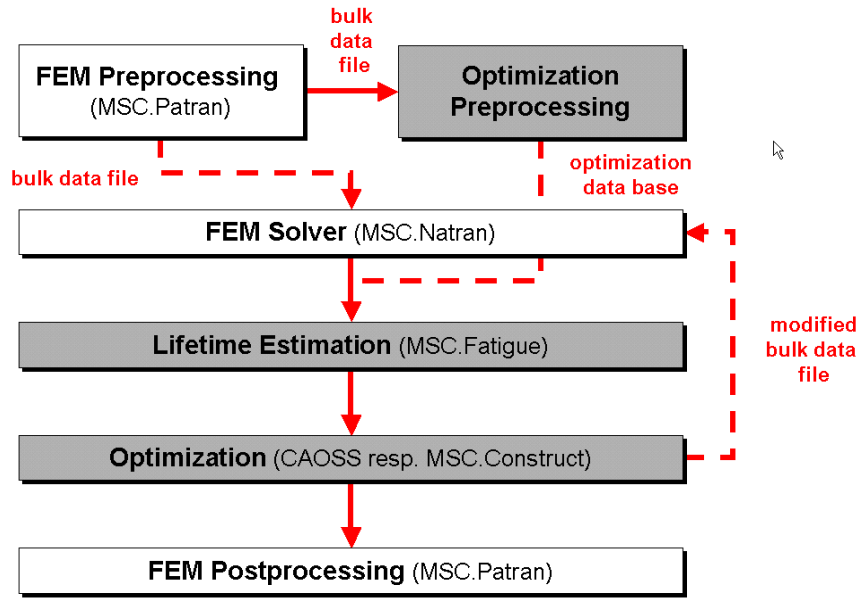 bulk
data
file
FEM Preprocessing
(MSC.Patran)
Optimization
Preprocessing
bulk data file
optimization
data base
FEM Solver (MSC.Natran)
Lifetime Estimation (MSC.Fatigue)
modified
bulk data
file
Optimization (CAOSS resp. MSC.Construct)
FEM Postprocessing (MSC.Patran)